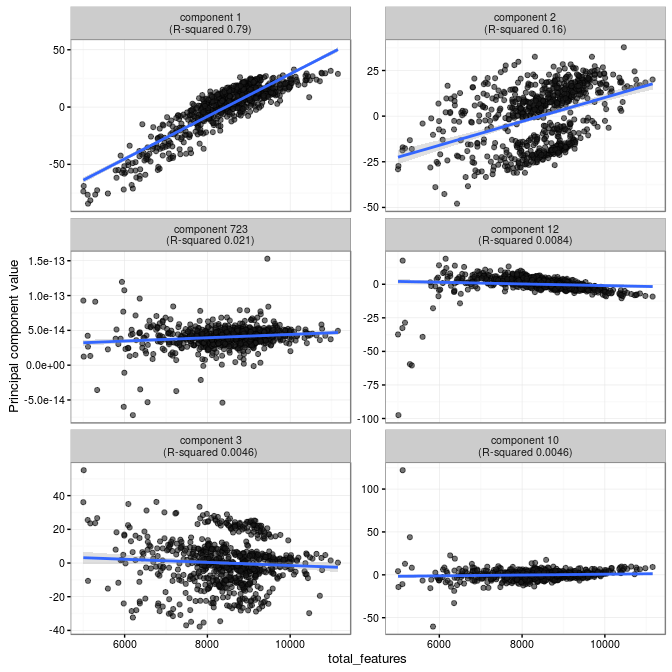 component 1
(R-squared 0.79)
component 2
(R-squared 0.16)
50
0
-50
25
0
-25
-50
component 723
(R-squared 0.021)
component 12
(R-squared 0.0084)
1.5e-13
1.0e-13
5.0e-14
0.0e+00
-5.0e-14
0
-25
-50
-75
-100
component 3
(R-squared 0.0046)
component 10
(R-squared 0.0046)
40
20
0
-20
-40
100
50
0
-50
6000 8000 10000
6000 8000 10000
total_features
Principal component value